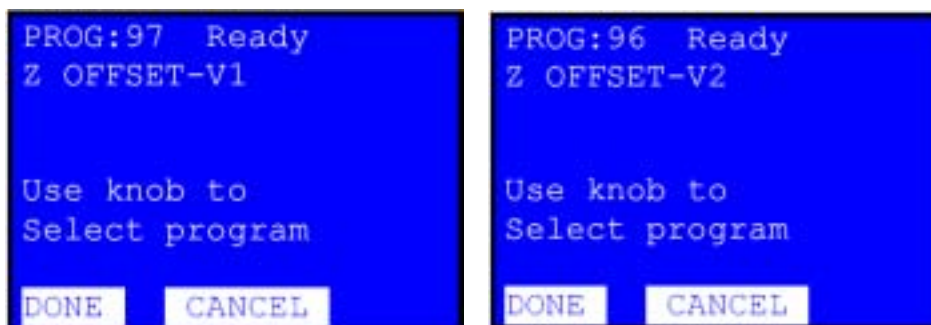 PROG:97 Ready
Z OFFSET-V1
Use knob to
Select program
DONE CANCEL
PROG:96 Ready
Z OFFSET-V2
Use knob to
Select program
DONE CANCEL